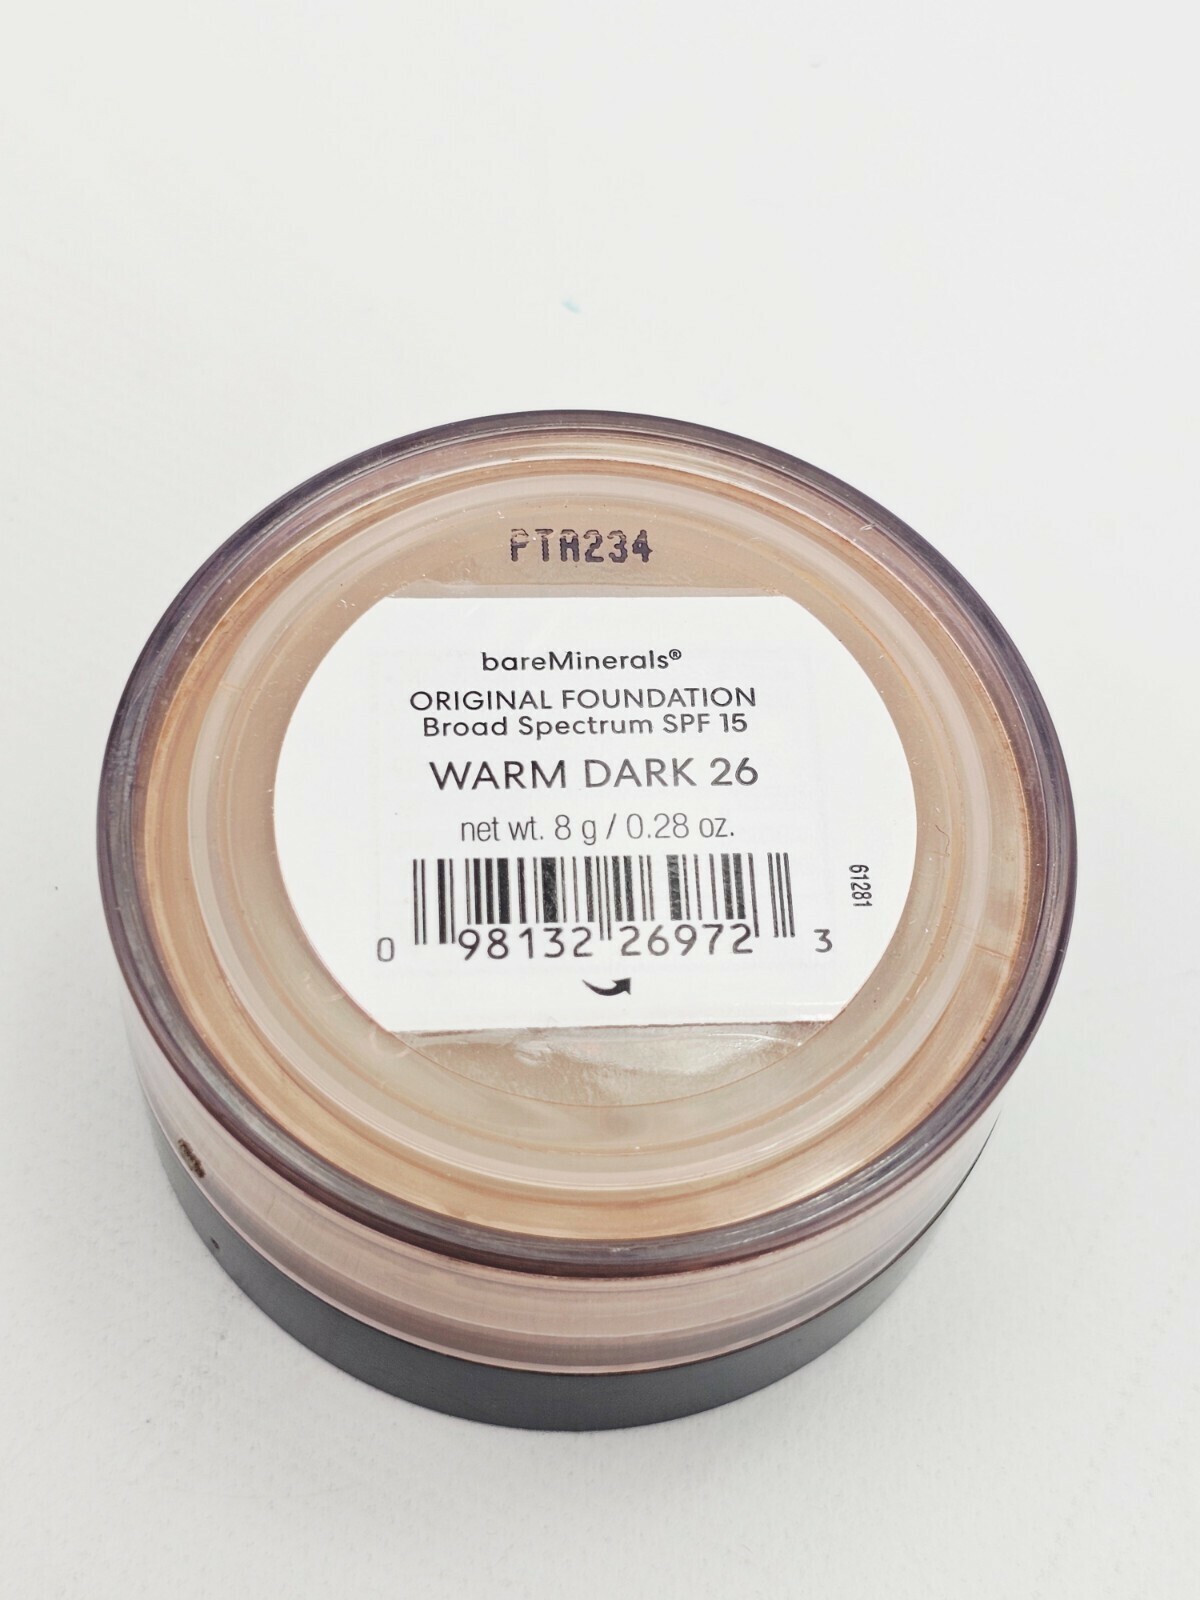 PTA234
bareMinerals®
ORIGINAL FOUNDATION
Broad Spectrum SPF 15
WARM DARK 26
net wt. 8 g / 0.28 oz.
61281
0 98132 26972 3